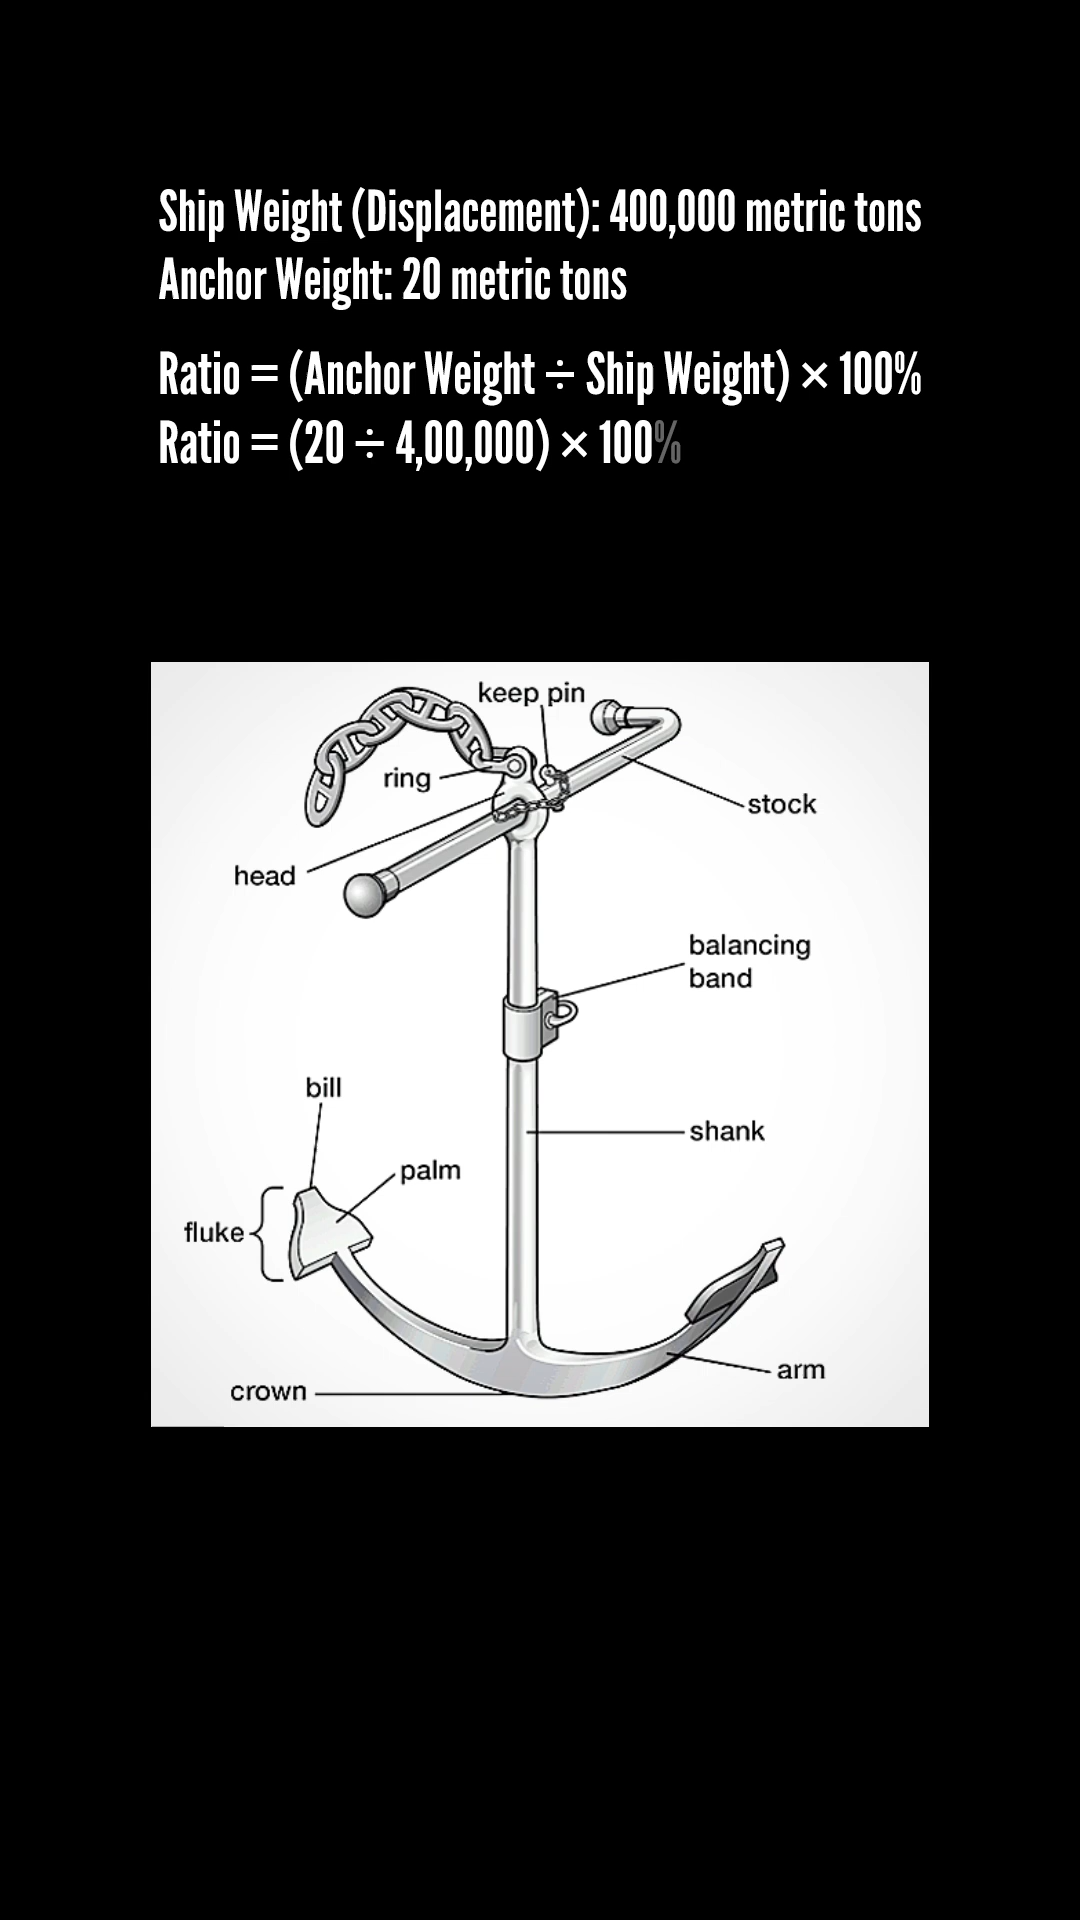 Ship Weight (Displacement): 400,000 metric tons
Anchor Weight: 20 metric tons
Ratio = (Anchor Weight ÷ Ship Weight) × 100%
Ratio = (20 ÷ 4,00,000) × 100%
keep pin
ring
stock
head
balancing
band
bill
shank
palm
fluke
arm
crown